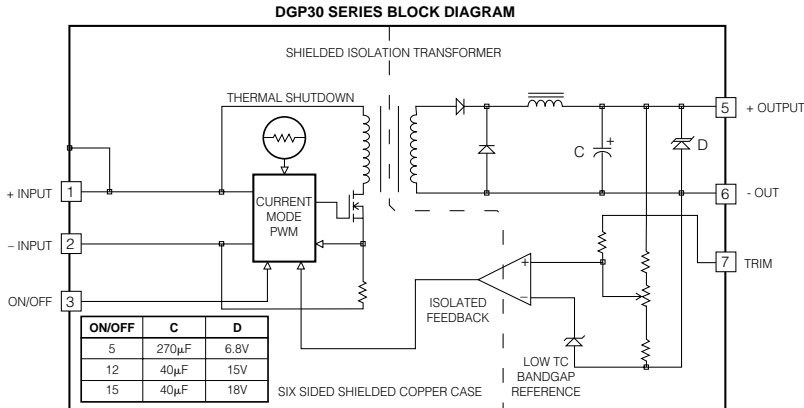 DGP30 SERIES BLOCK DIAGRAM
SHIELDED ISOLATION TRANSFORMER
THERMAL SHUTDOWN
5
+ OUTPUT
C
+
D
+ INPUT
1
CURRENT
MODE
PWM
6
- OUT
– INPUT
2
7
TRIM
+
–
ISOLATED
FEEDBACK
ON/OFF
3
LOW TC
BANDGAP
REFERENCE
ON/OFF C D
5 270µF 6.8V
12 40µF 15V
15 40µF 18V
SIX SIDED SHIELDED COPPER CASE